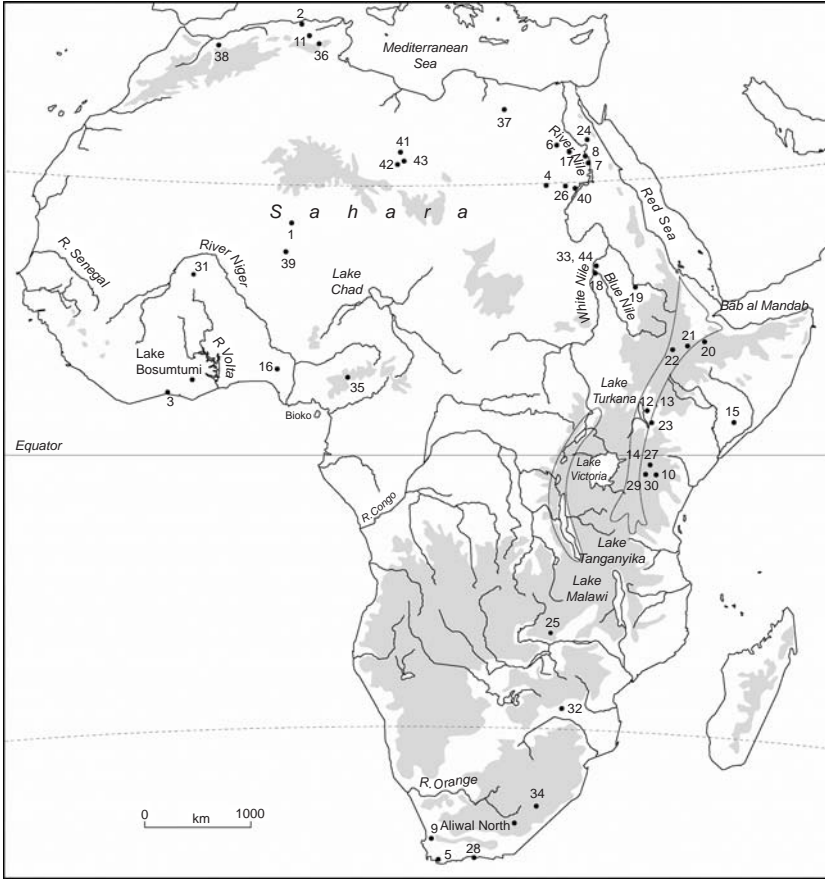 2
Mediterranean
Sea
11
38
36
37
24
41
River Nile
6
8
42
43
17
7
4
26
40
Sahara
Red Sea
1
R. Senegal
River Niger
39
33, 44
31
Lake
Chad
18
19
White Nile
Blue Nile
Bab al Mandab
R Volta
21
20
22
Lake
Bosumtumi
16
35
Lake
Turkana
12
13
3
Bioko
15
23
Equator
14
27
Lake
Victoria
29
30
10
R.Congo
Lake
Tanganyika
Lake
Malawi
25
32
R.Orange
34
0
1000
km
Aliwal North
9
5
28